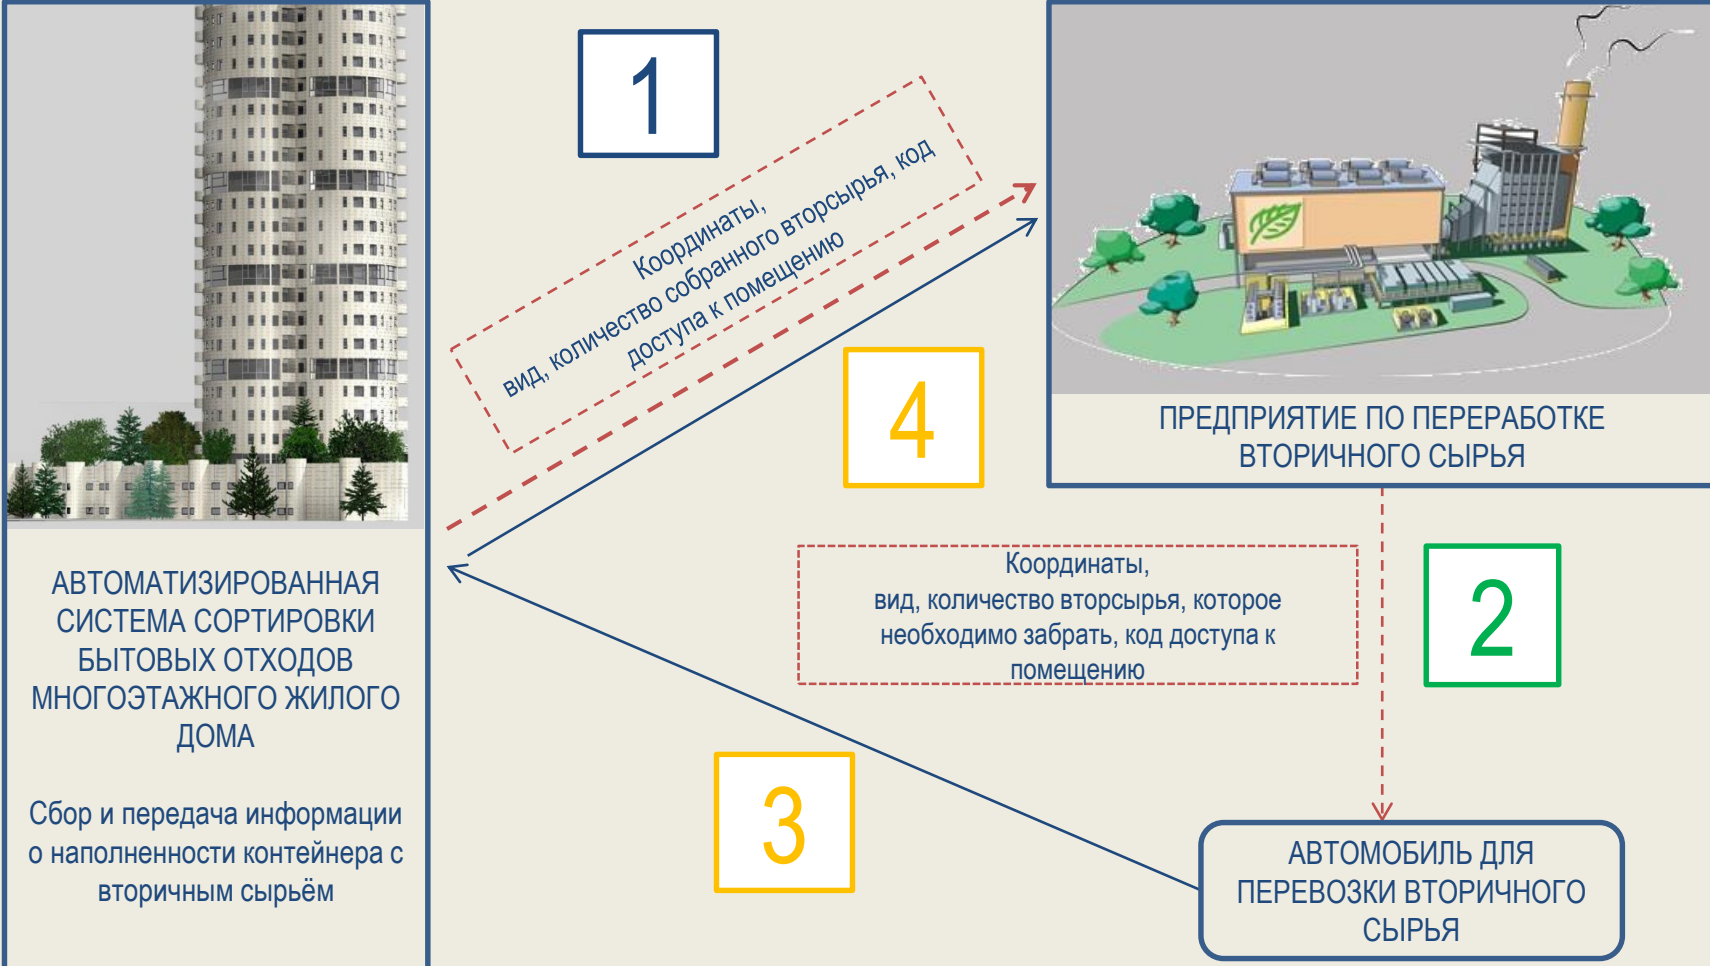 1
Координаты,
вид, количество собранного вторсырья, код
доступа к помещению
4
ПРЕДПРИЯТИЕ ПО ПЕРЕРАБОТКЕ
ВТОРИЧНОГО СЫРЬЯ
АВТОМАТИЗИРОВАННАЯ
СИСТЕМА СОРТИРОВКИ
БЫТОВЫХ ОТХОДОВ
МНОГОЭТАЖНОГО ЖИЛОГО
ДОМА
Сбор и передача информации
о наполненности контейнера с
вторичным сырьём
Координаты,
вид, количество вторсырья, которое
необходимо забрать, код доступа к
помещению
2
3
АВТОМОБИЛЬ ДЛЯ
ПЕРЕВОЗКИ ВТОРИЧНОГО
СЫРЬЯ